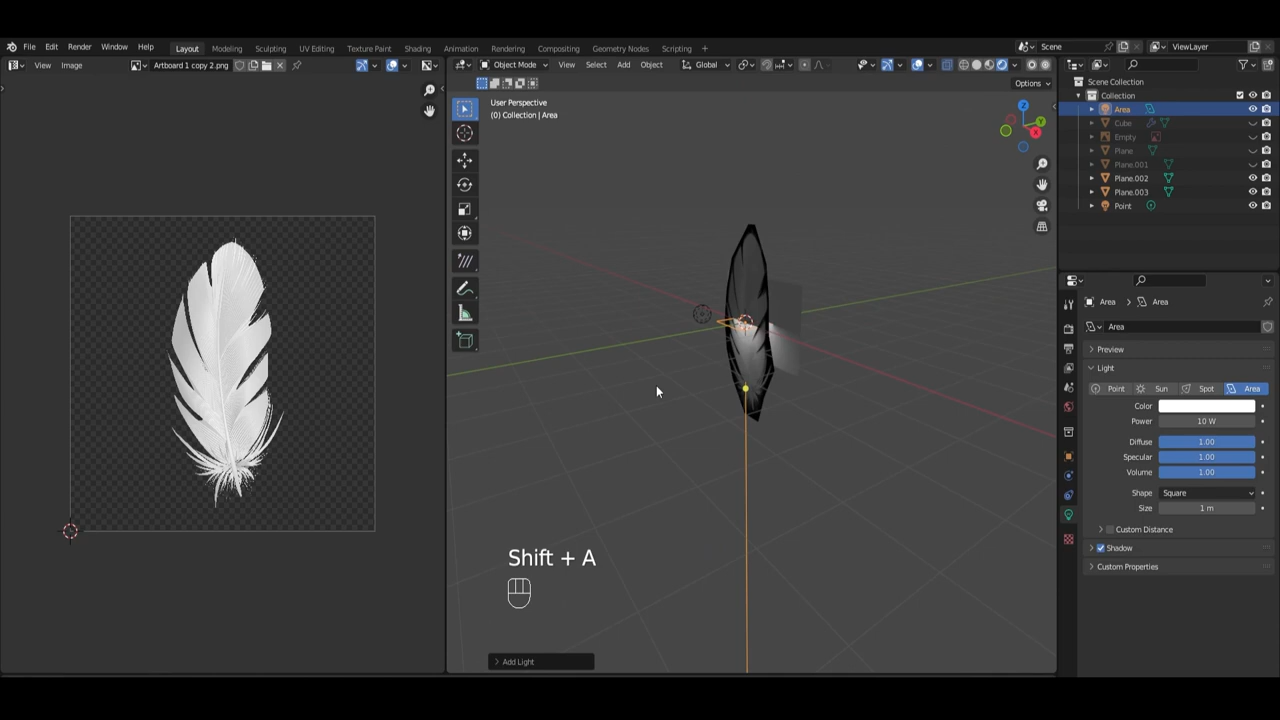 File Edit Render Window Help Layout Modeling Sculpting UV Editing Texture Paint Shading Animation Rendering Compositing Geometry Nodes Scripting + Scene ViewLayer
View Image Artboard 1 copy 2.png Object Mode View Select Add Object Global
Options
User Perspective
(0) Collection | Area
Z
Y
X
Scene Collection
Collection
Area
Cube
Empty
Plane
Plane.001
Plane.002
Plane.003
Point
Area Area
Area
Preview
Light
Point Sun Spot Area
Color
Power 10 W
Diffuse 1.00
Specular 1.00
Volume 1.00
Shape Square
Size 1 m
Custom Distance
Shadow
Custom Properties
Shift + A
Add Light